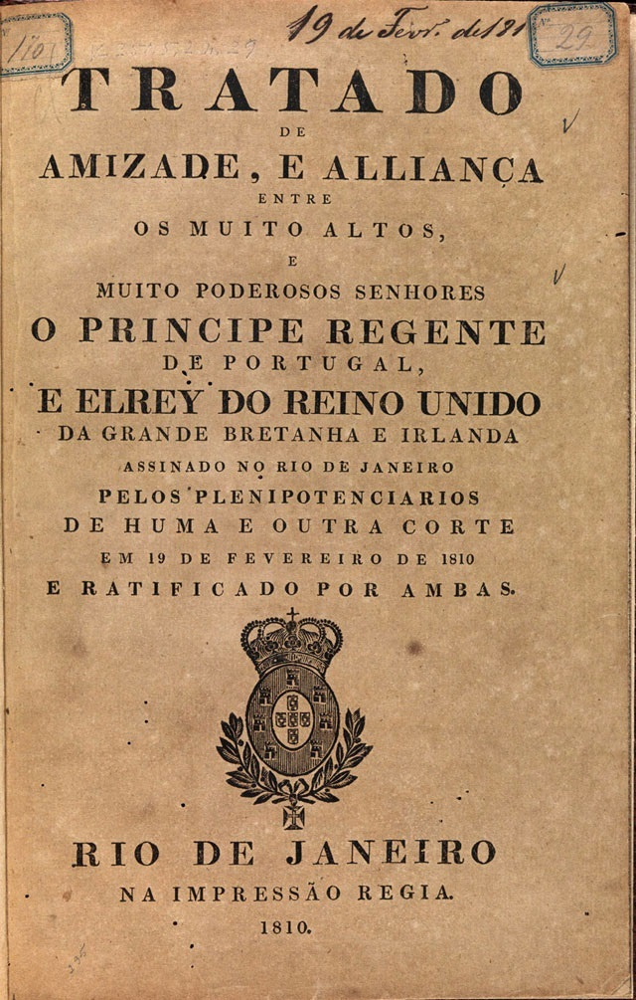 19 de Fevr. de 181
1701
29
TRATADO
DE
AMIZADE, E ALLIANÇA
ENTRE
OS MUITO ALTOS,
E
MUITO PODEROSOS SENHORES
O PRINCIPE REGENTE
DE PORTUGAL,
E ELREY DO REINO UNIDO
DA GRANDE BRETANHA E IRLANDA
ASSINADO NO RIO DE JANEIRO
PELOS PLENIPOTENCIARIOS
DE HUMA E OUTRA CORTE
EM 19 DE FEVEREIRO DE 1810
E RATIFICADO POR AMBAS.
RIO DE JANEIRO
NA IMPRESSÃO REGIA.
1810.